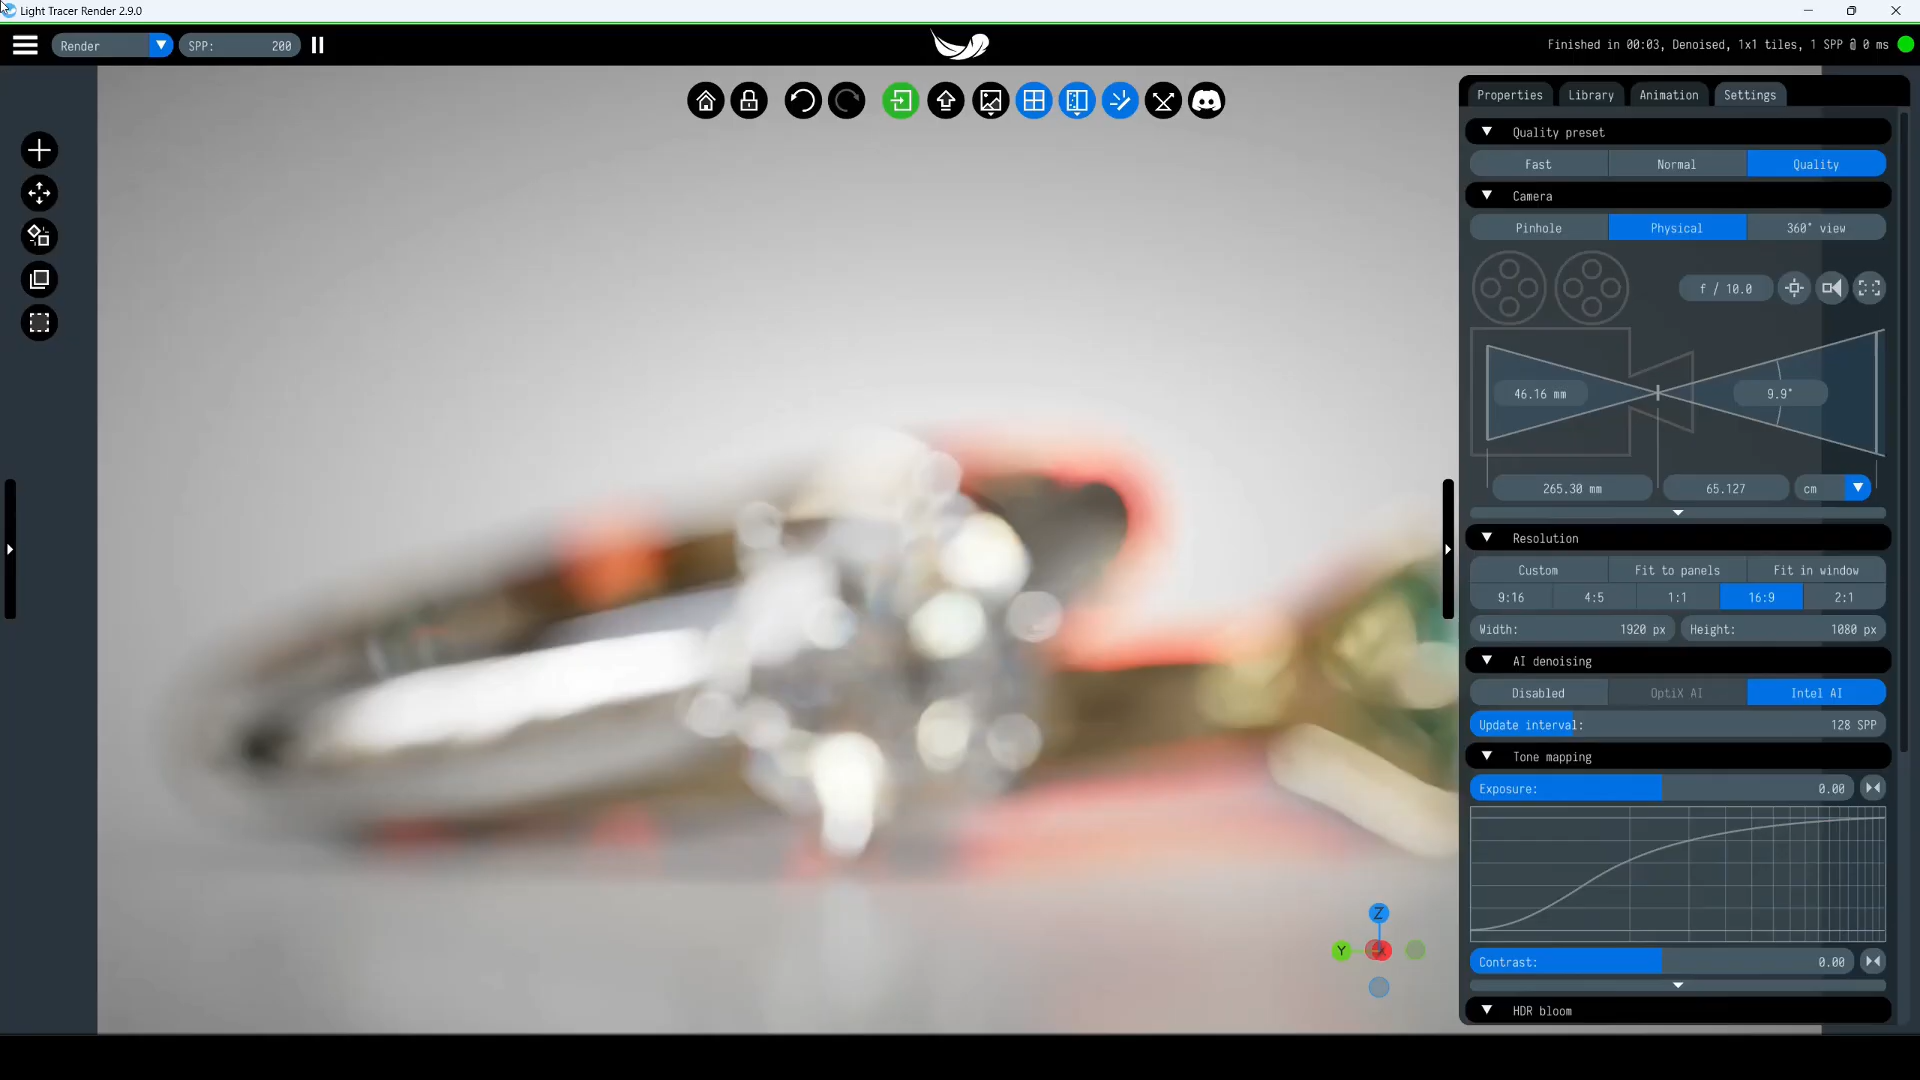 Light Tracer Render 2.9.0
Render SPP: 200 Finished in 00:03, Denoised, 1x1 tiles, 1 SPP @ 0 ms
Properties Library Animation Settings
Quality preset
Fast Normal Quality
Camera
Pinhole Physical 360° view
f / 10.0
46.16 mm 9.9°
265.30 mm 65.127 cm
Resolution
Custom Fit to panels Fit in window
9:16 4:5 1:1 16:9 2:1
Width: 1920 px Height: 1080 px
AI denoising
Disabled OptiX AI Intel AI
Update interval: 128 SPP
Tone mapping
Exposure: 0.00
Z
Y X
Contrast: 0.00
HDR bloom